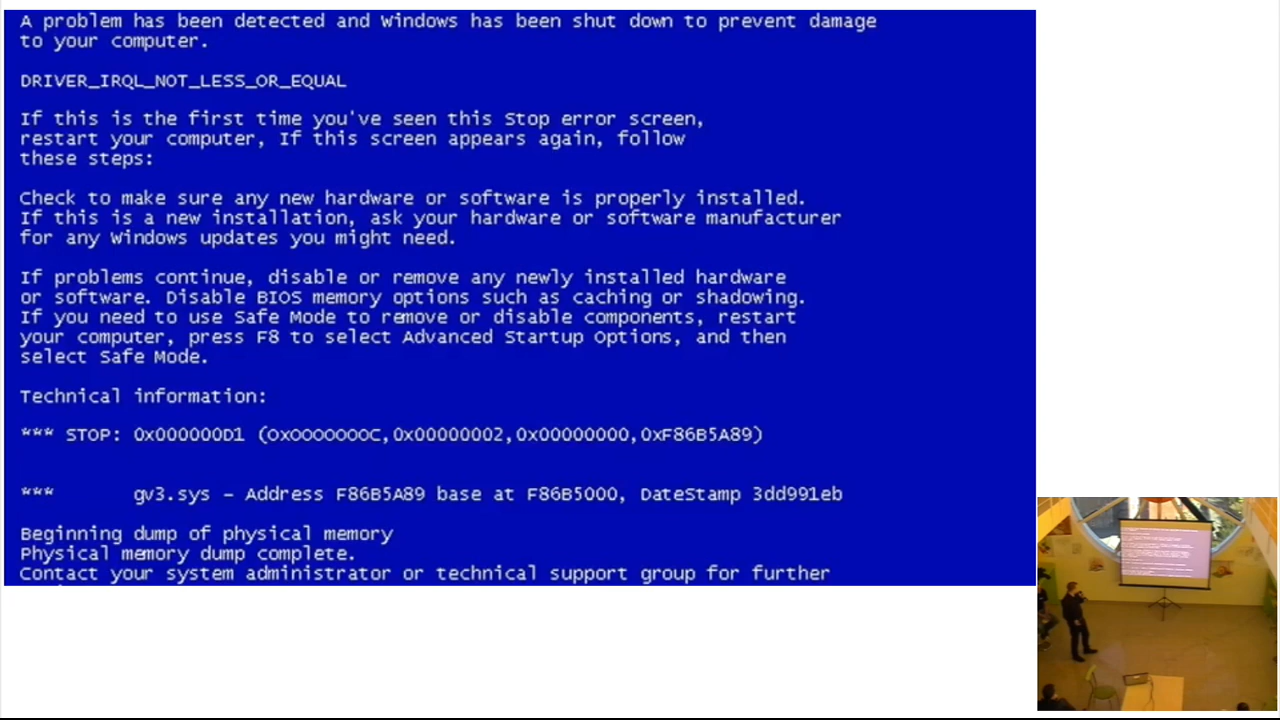 A problem has been detected and Windows has been shut down to prevent damage
to your computer.
DRIVER_IRQL_NOT_LESS_OR_EQUAL
If this is the first time you've seen this Stop error screen,
restart your computer, If this screen appears again, follow
these steps:
Check to make sure any new hardware or software is properly installed.
If this is a new installation, ask your hardware or software manufacturer
for any Windows updates you might need.
If problems continue, disable or remove any newly installed hardware
or software. Disable BIOS memory options such as caching or shadowing.
If you need to use Safe Mode to remove or disable components, restart
your computer, press F8 to select Advanced Startup Options, and then
select Safe Mode.
Technical information:
*** STOP: 0x000000D1 (0x0000000C,0x00000002,0x00000000,0xF86B5A89)
*** gv3.sys – Address F86B5A89 base at F86B5000, DateStamp 3dd991eb
Beginning dump of physical memory
Physical memory dump complete.
Contact your system administrator or technical support group for further